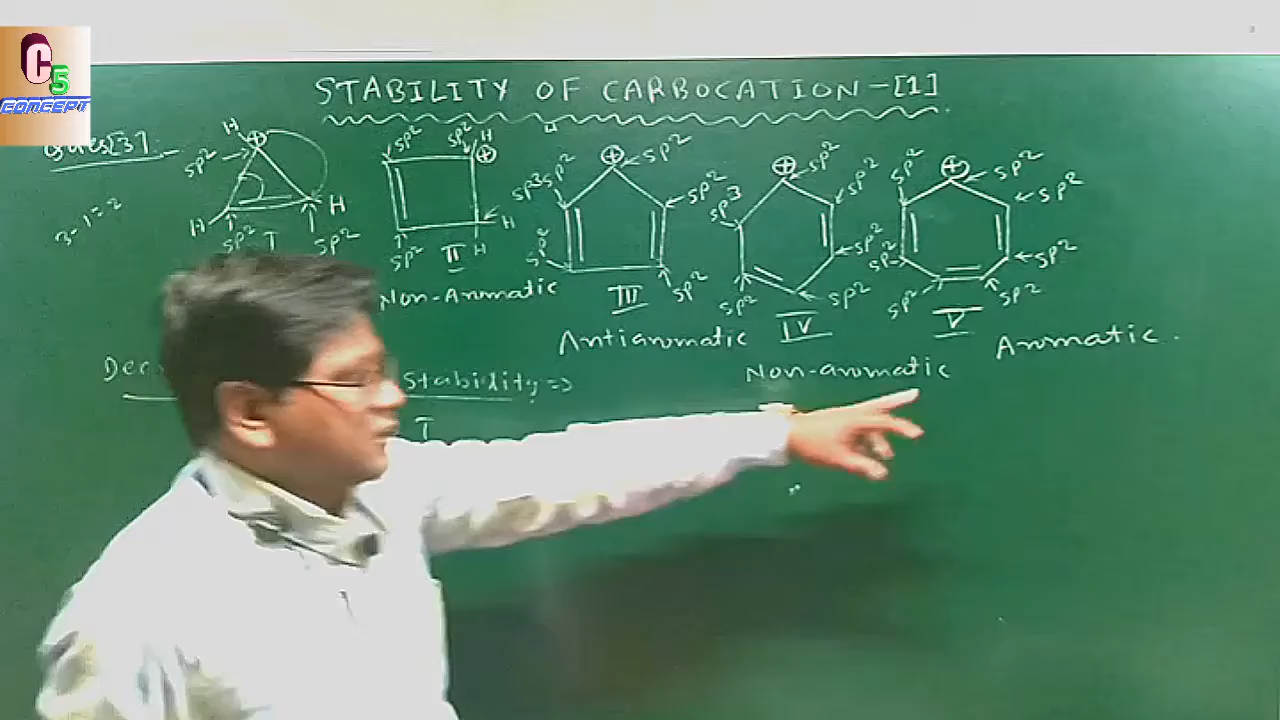 C5
CONCEPT
STABILITY OF CARBOCATION-[1]
Ques[3]-
3-1=2
H
⊕
sp²
H
H
sp²
sp²
I
sp²
sp²
H
⊕
sp²
H
H
II
Non-Aromatic
⊕
sp²
sp³
sp²
sp²
sp²
sp²
III
Antiaromatic
⊕
sp²
sp³
sp²
sp²
sp²
sp²
IV
Non-aromatic
⊕
sp²
sp²
sp²
sp²
sp²
sp²
sp²
V
Aromatic.
Dec
Stability⇒
I